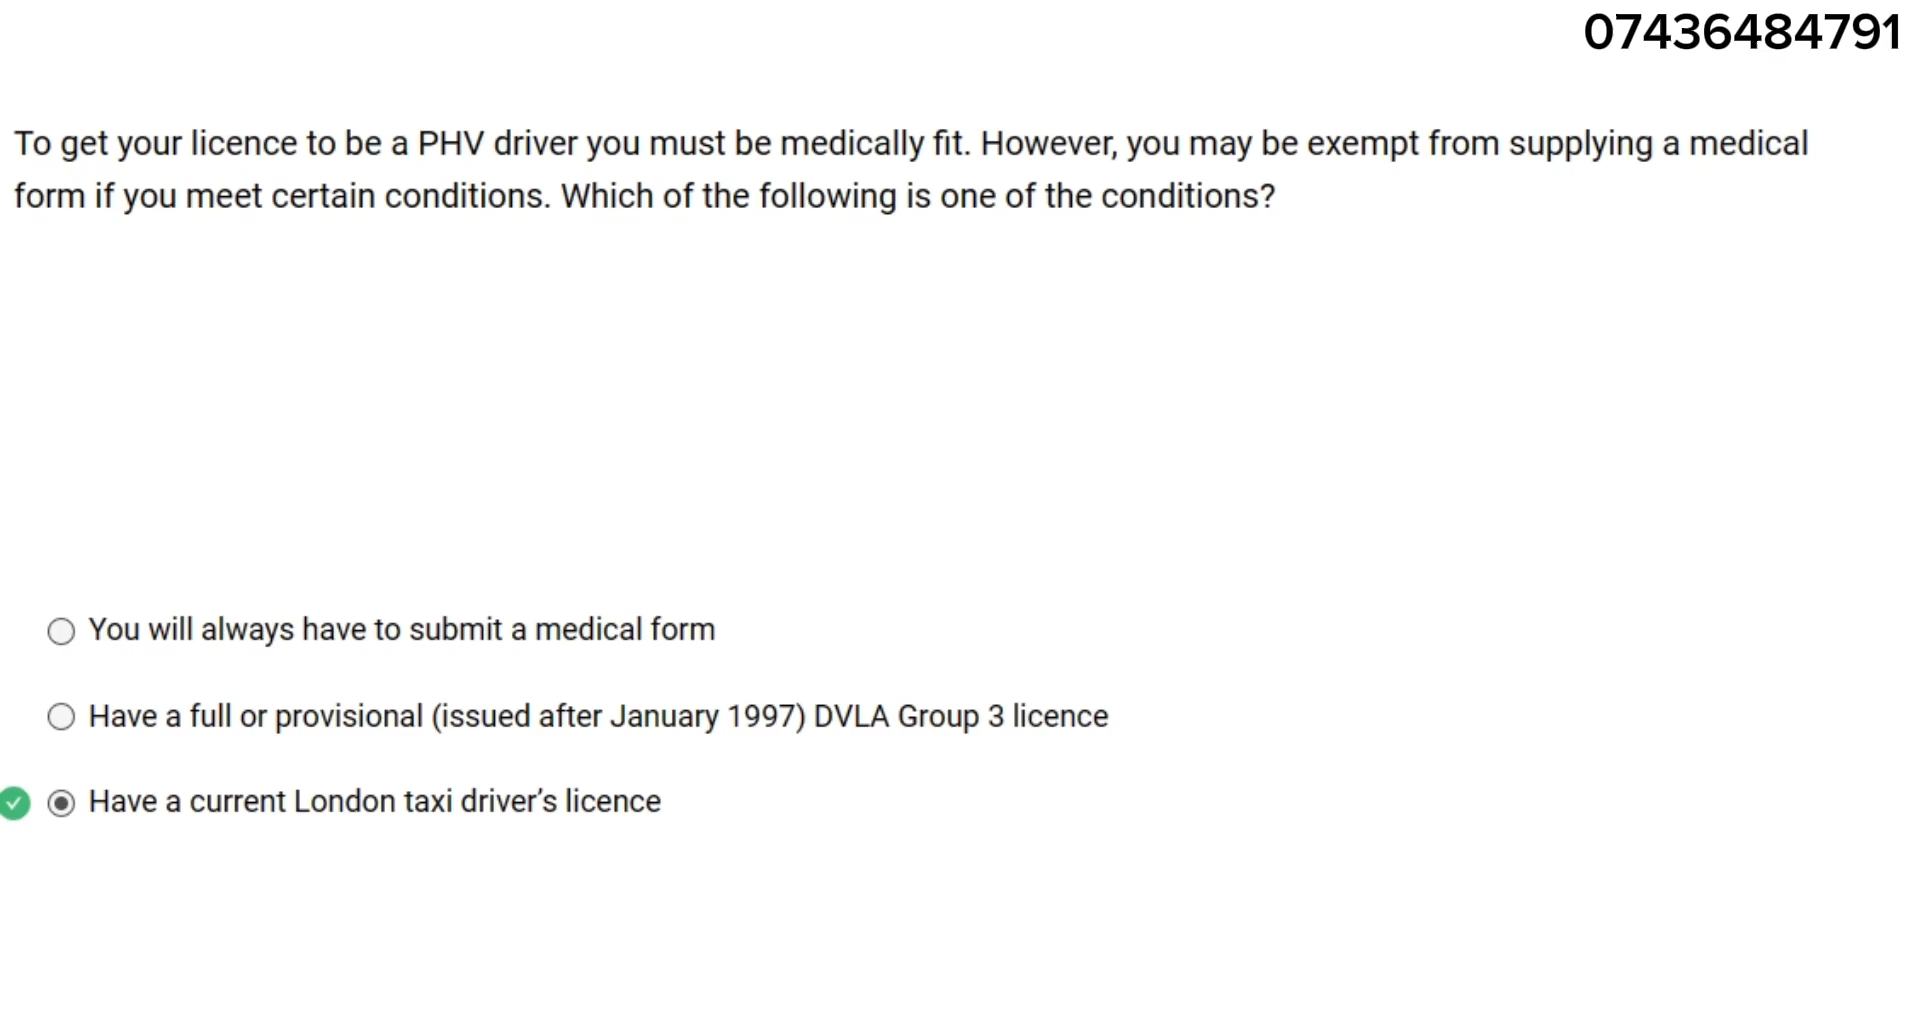 07436484791
To get your licence to be a PHV driver you must be medically fit. However, you may be exempt from supplying a medical
form if you meet certain conditions. Which of the following is one of the conditions?
You will always have to submit a medical form
Have a full or provisional (issued after January 1997) DVLA Group 3 licence
Have a current London taxi driver’s licence